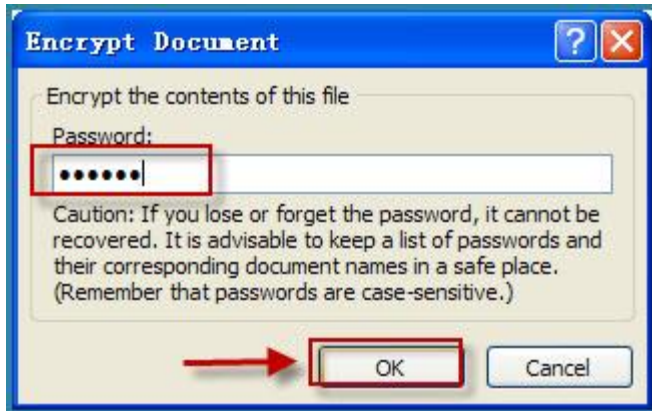 Encrypt Document
Encrypt the contents of this file
Password:
••••••
Caution: If you lose or forget the password, it cannot be
recovered. It is advisable to keep a list of passwords and
their corresponding document names in a safe place.
(Remember that passwords are case-sensitive.)
OK Cancel